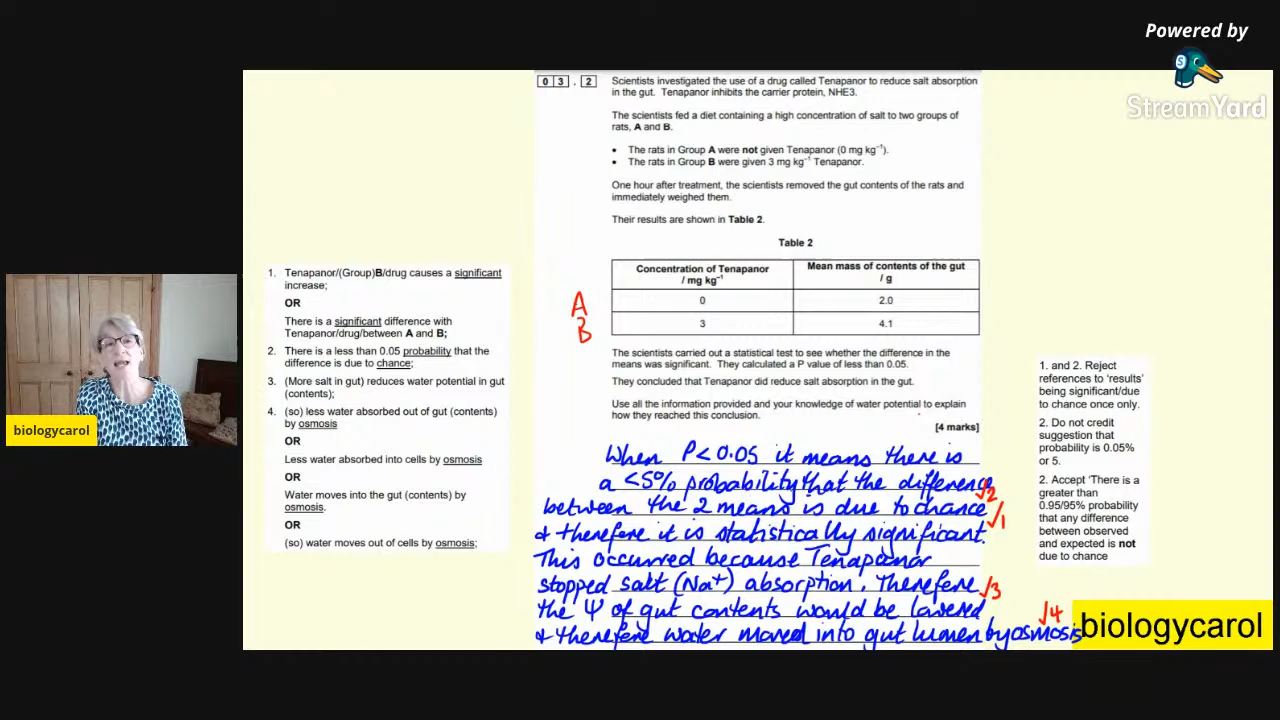 Powered by
StreamYard
03.2
Scientists investigated the use of a drug called Tenapanor to reduce salt absorption
in the gut. Tenapanor inhibits the carrier protein, NHE3.
The scientists fed a diet containing a high concentration of salt to two groups of
rats, A and B.
• The rats in Group A were not given Tenapanor (0 mg kg⁻¹).
• The rats in Group B were given 3 mg kg⁻¹ Tenapanor.
One hour after treatment, the scientists removed the gut contents of the rats and
immediately weighed them.
Their results are shown in Table 2.
Table 2
Concentration of Tenapanor
/ mg kg⁻¹
Mean mass of contents of the gut
/ g
A
0
2.0
B
3
4.1
The scientists carried out a statistical test to see whether the difference in the
means was significant. They calculated a P value of less than 0.05.
They concluded that Tenapanor did reduce salt absorption in the gut.
Use all the information provided and your knowledge of water potential to explain
how they reached this conclusion.
[4 marks]
When P<0.05 it means there is
a <5% probability that the difference
√2
between the 2 means is due to chance
√1
& therefore it is statistically significant.
This occurred because Tenapanor
stopped salt (Na+) absorption. Therefore
√3
the Ψ of gut contents would be lowered
√4
& therefore water moved into gut lumen by osmosis
1. Tenapanor/(Group)B/drug causes a significant
increase;
OR
There is a significant difference with
Tenapanor/drug/between A and B;
2. There is a less than 0.05 probability that the
difference is due to chance;
3. (More salt in gut) reduces water potential in gut
(contents);
4. (so) less water absorbed out of gut (contents)
by osmosis
OR
Less water absorbed into cells by osmosis
OR
Water moves into the gut (contents) by
osmosis.
OR
(so) water moves out of cells by osmosis;
1. and 2. Reject
references to 'results'
being significant/due
to chance once only.
2. Do not credit
suggestion that
probability is 0.05%
or 5.
2. Accept 'There is a
greater than
0.95/95% probability
that any difference
between observed
and expected is not
due to chance
biologycarol
biologycarol